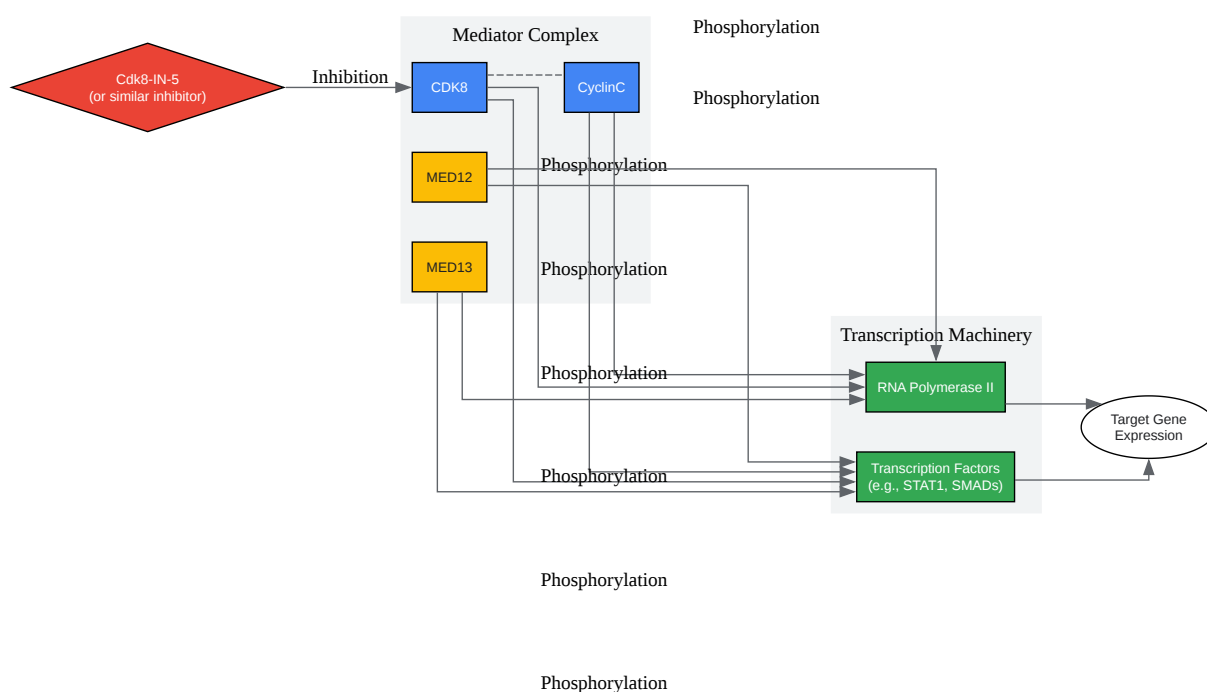 Phosphorylation
Mediator Complex
Cdk8-IN-5
(or similar inhibitor)
Inhibition
CDK8
CyclinC
Phosphorylation
MED12
Phosphorylation
MED13
Phosphorylation
Transcription Machinery
Phosphorylation
RNA Polymerase II
Target Gene
Expression
Phosphorylation
Transcription Factors
(e.g., STAT1, SMADs)
Phosphorylation
Phosphorylation